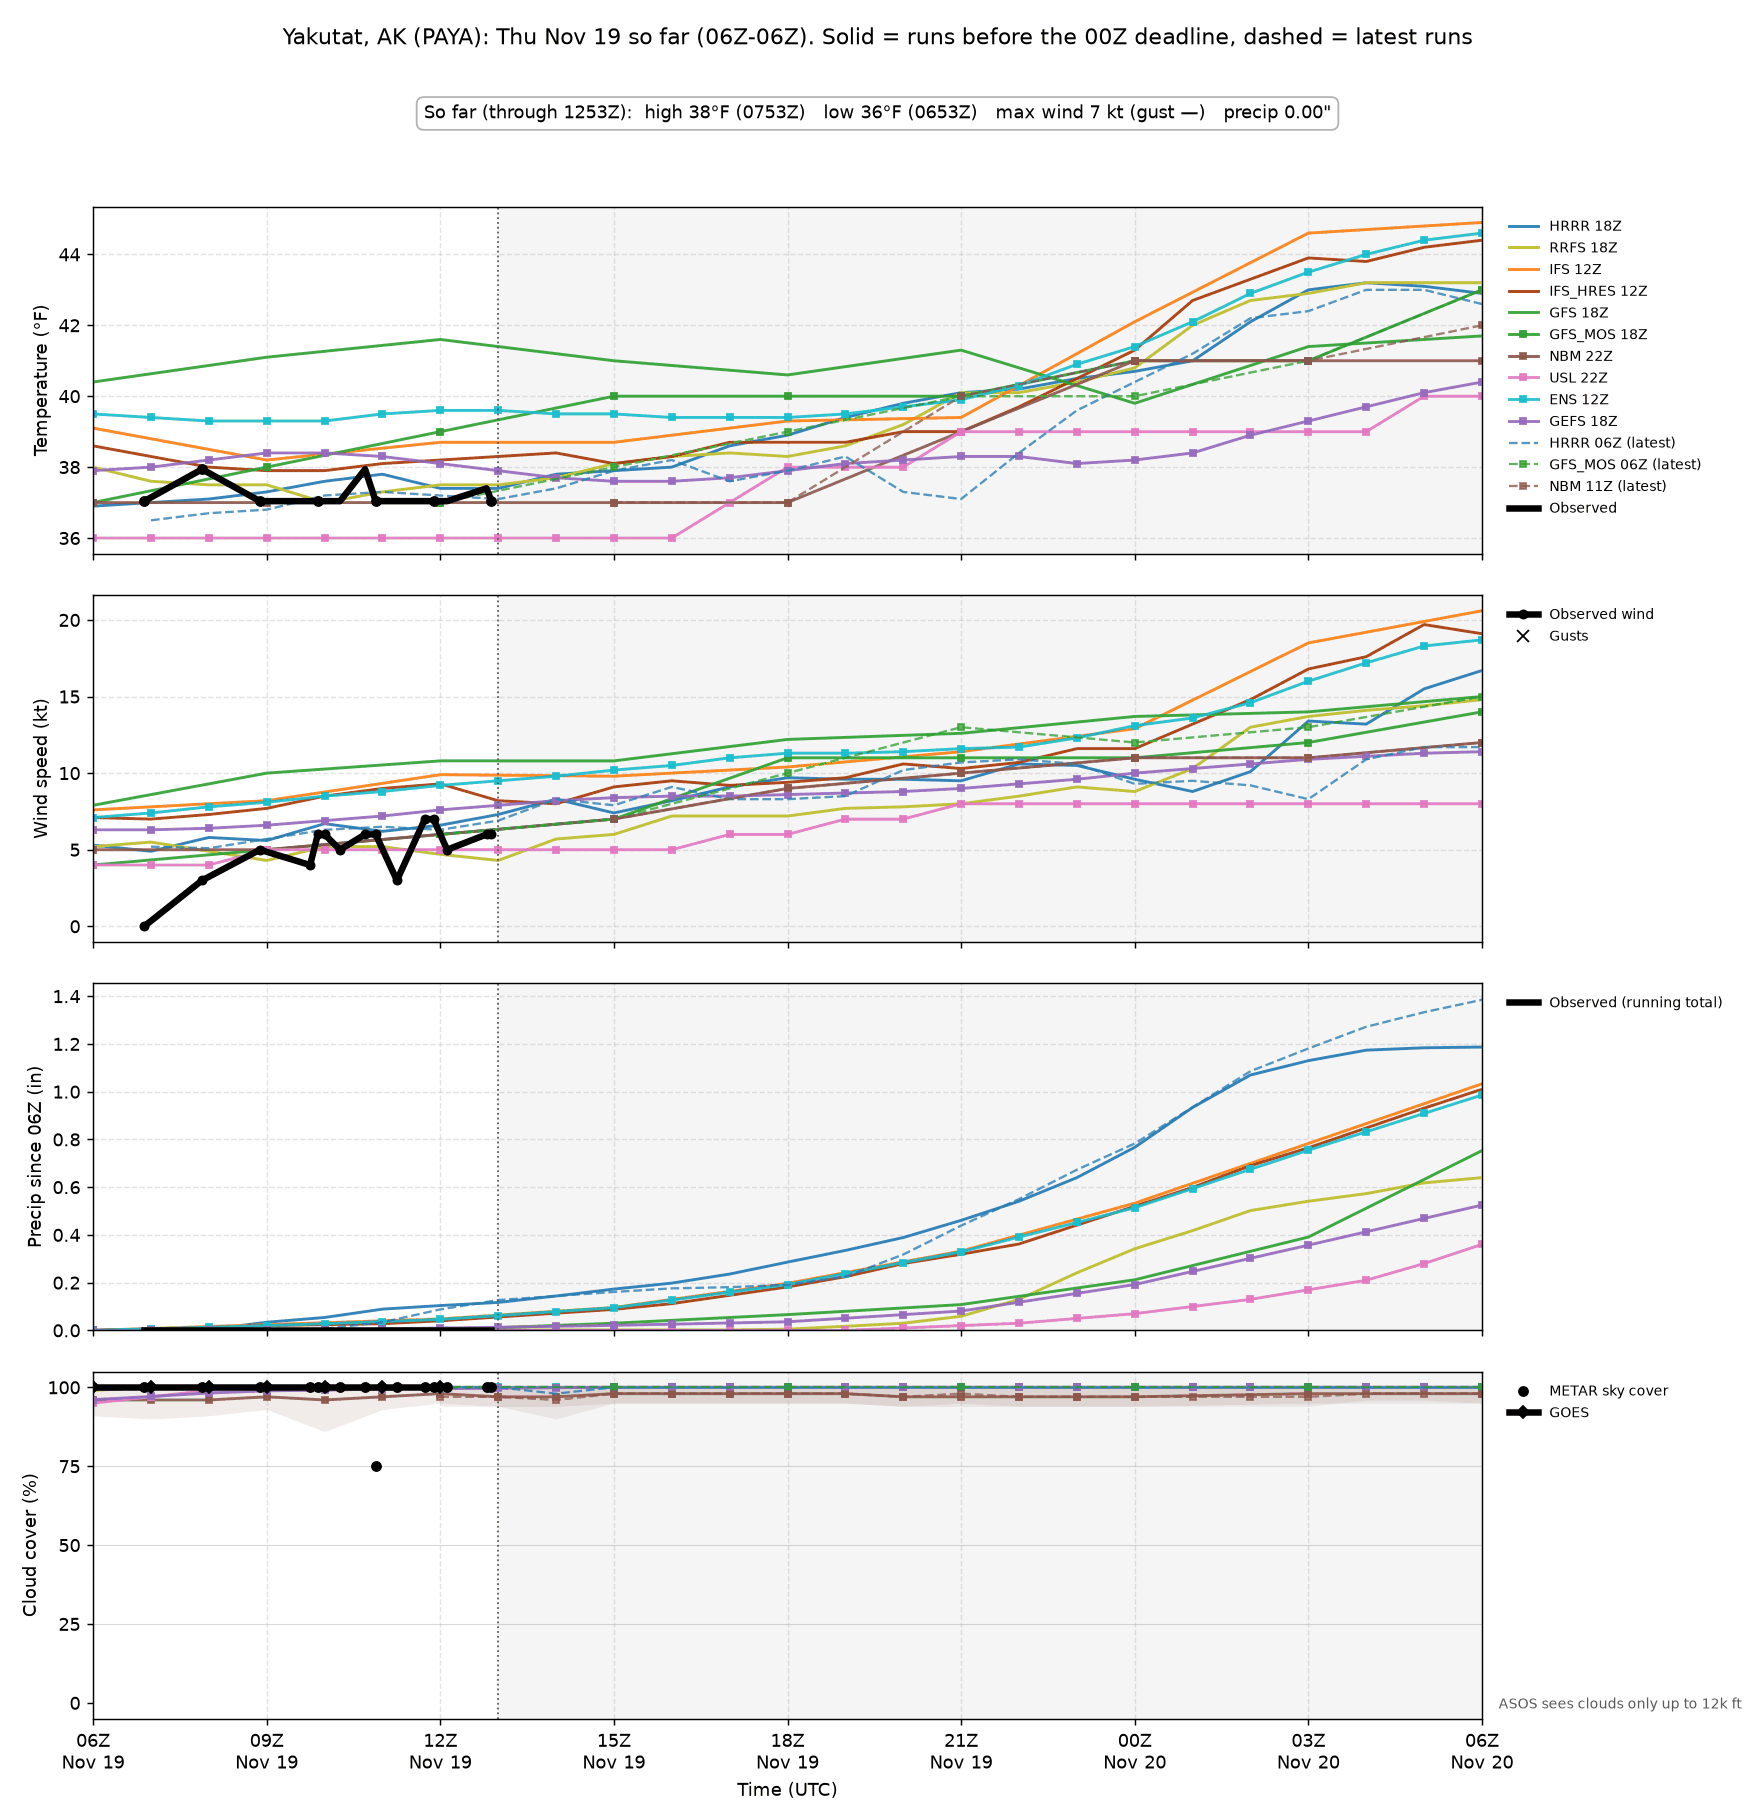 Yakutat, AK (PAYA): Thu Nov 19 so far (06Z-06Z). Solid = runs before the 00Z deadline, dashed = latest runs
So far (through 1253Z):  high 38°F (0753Z)   low 36°F (0653Z)   max wind 7 kt (gust —)   precip 0.00"
Temperature (°F)
44
42
40
38
36
HRRR 18Z
RRFS 18Z
IFS 12Z
IFS_HRES 12Z
GFS 18Z
GFS_MOS 18Z
NBM 22Z
USL 22Z
ENS 12Z
GEFS 18Z
HRRR 06Z (latest)
GFS_MOS 06Z (latest)
NBM 11Z (latest)
Observed
Wind speed (kt)
20
15
10
5
0
Observed wind
Gusts
Precip since 06Z (in)
1.4
1.2
1.0
0.8
0.6
0.4
0.2
0.0
Observed (running total)
Cloud cover (%)
100
75
50
25
0
METAR sky cover
GOES
ASOS sees clouds only up to 12k ft
06Z 09Z 12Z 15Z 18Z 21Z 00Z 03Z 06Z
Nov 19 Nov 19 Nov 19 Nov 19 Nov 19 Nov 19 Nov 20 Nov 20 Nov 20
Time (UTC)